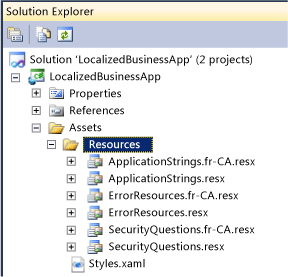 Solution Explorer
Solution 'LocalizedBusinessApp' (2 projects)
LocalizedBusinessApp
Properties
References
Assets
Resources
ApplicationStrings.fr-CA.resx
ApplicationStrings.resx
ErrorResources.fr-CA.resx
ErrorResources.resx
SecurityQuestions.fr-CA.resx
SecurityQuestions.resx
Styles.xaml